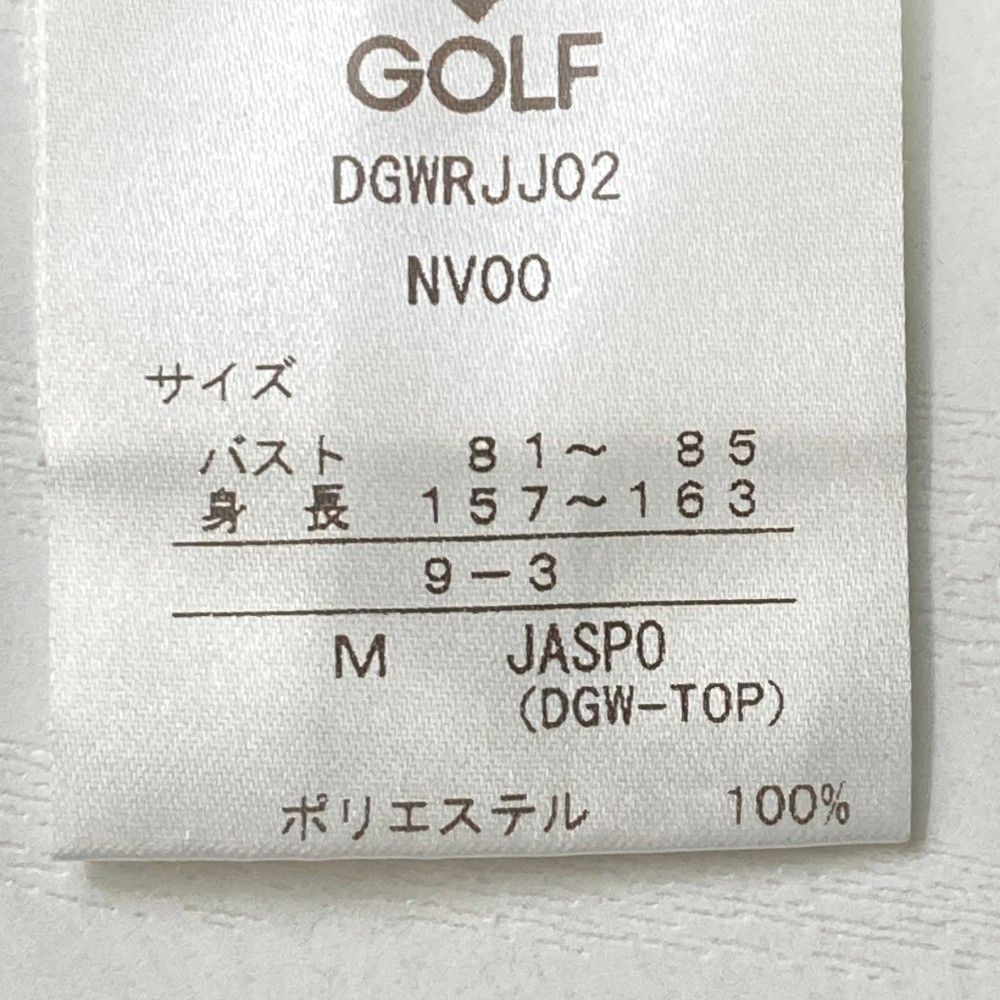 GOLF
DGWRJJ02
NV00
サイズ
バスト 81～ 85
身 長 157～163
9－3
M JASPO
(DGW-TOP)
ポリエステル 100%